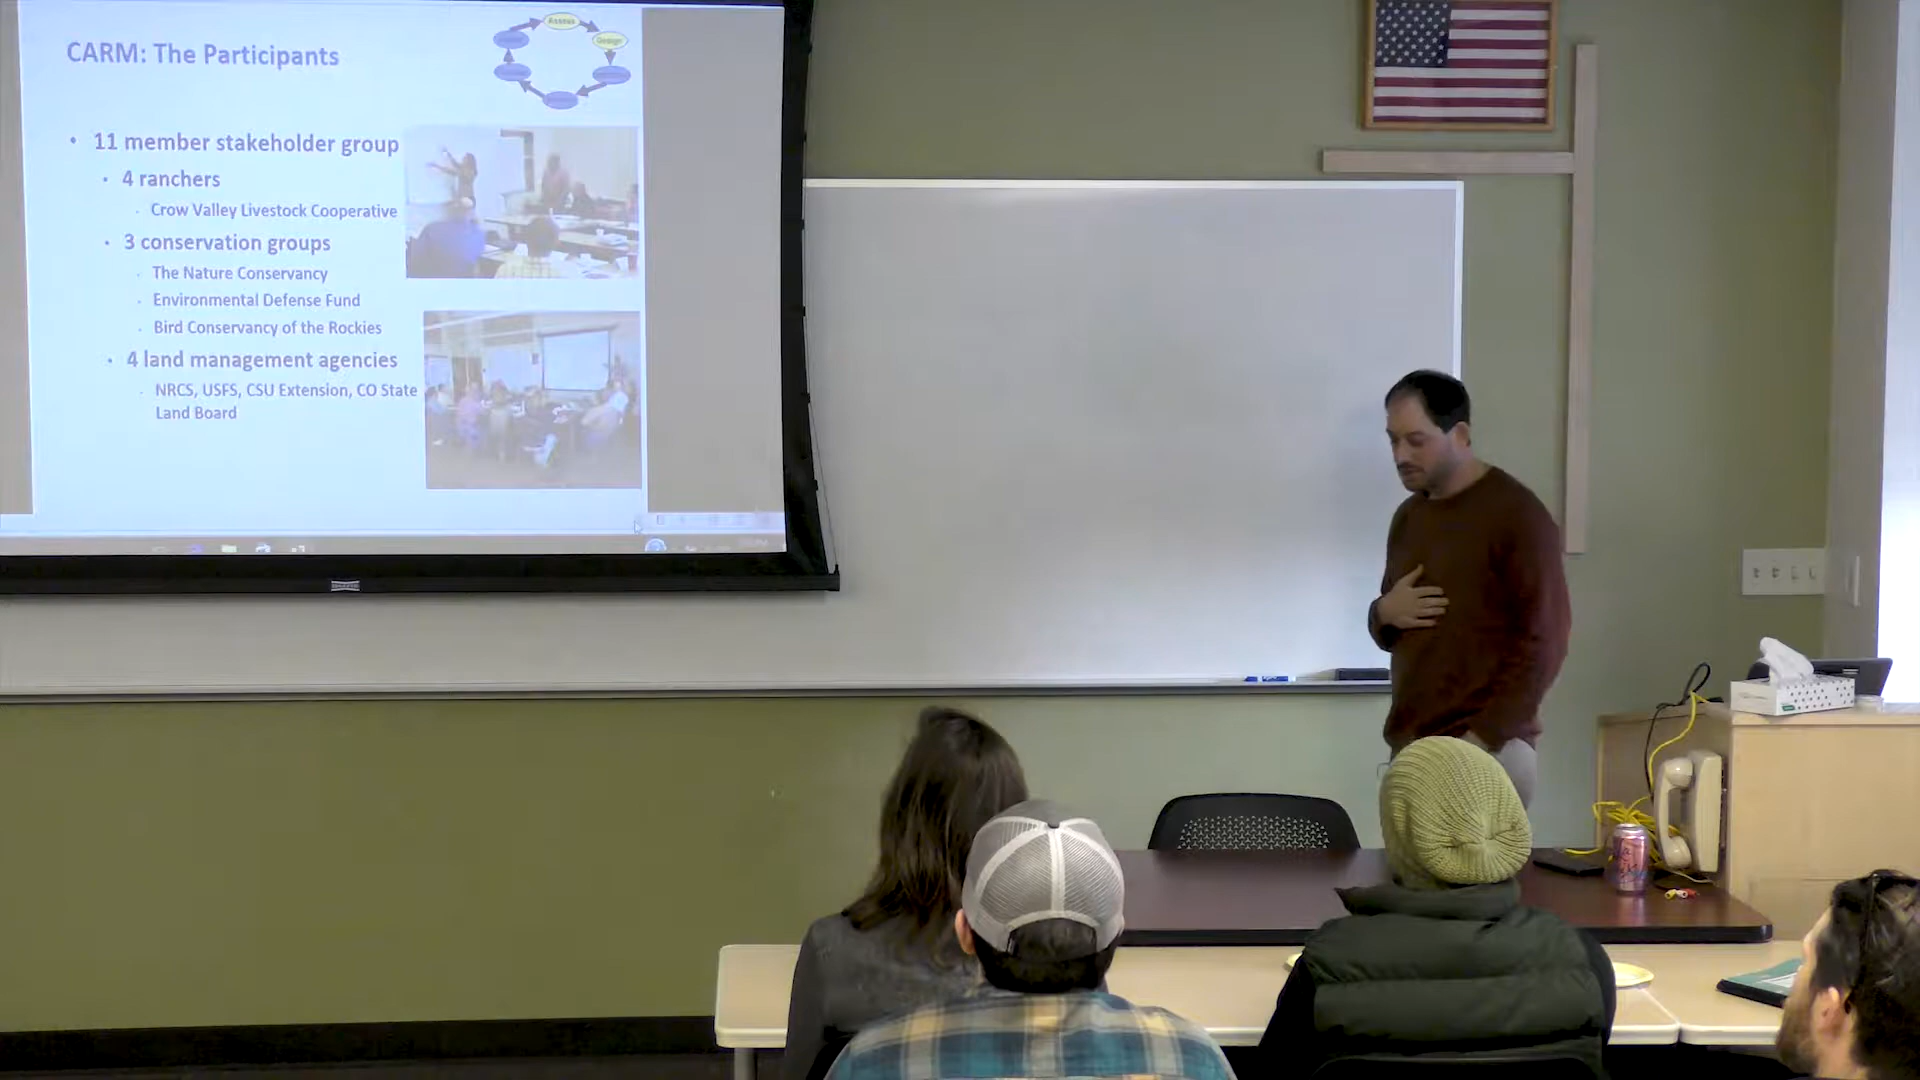 CARM: The Participants
Assess
Design
• 11 member stakeholder group
• 4 ranchers
Crow Valley Livestock Cooperative
• 3 conservation groups
The Nature Conservancy
Environmental Defense Fund
Bird Conservancy of the Rockies
• 4 land management agencies
NRCS, USFS, CSU Extension, CO State
Land Board